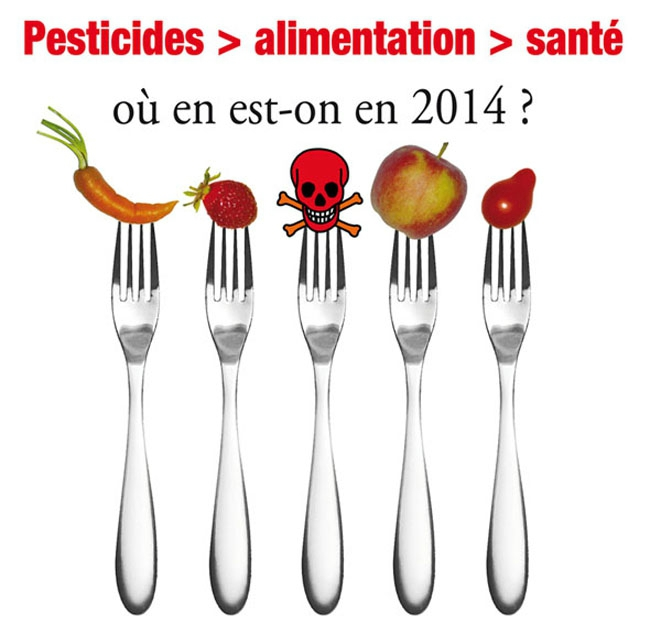 Pesticides > alimentation > santé
où en est-on en 2014 ?